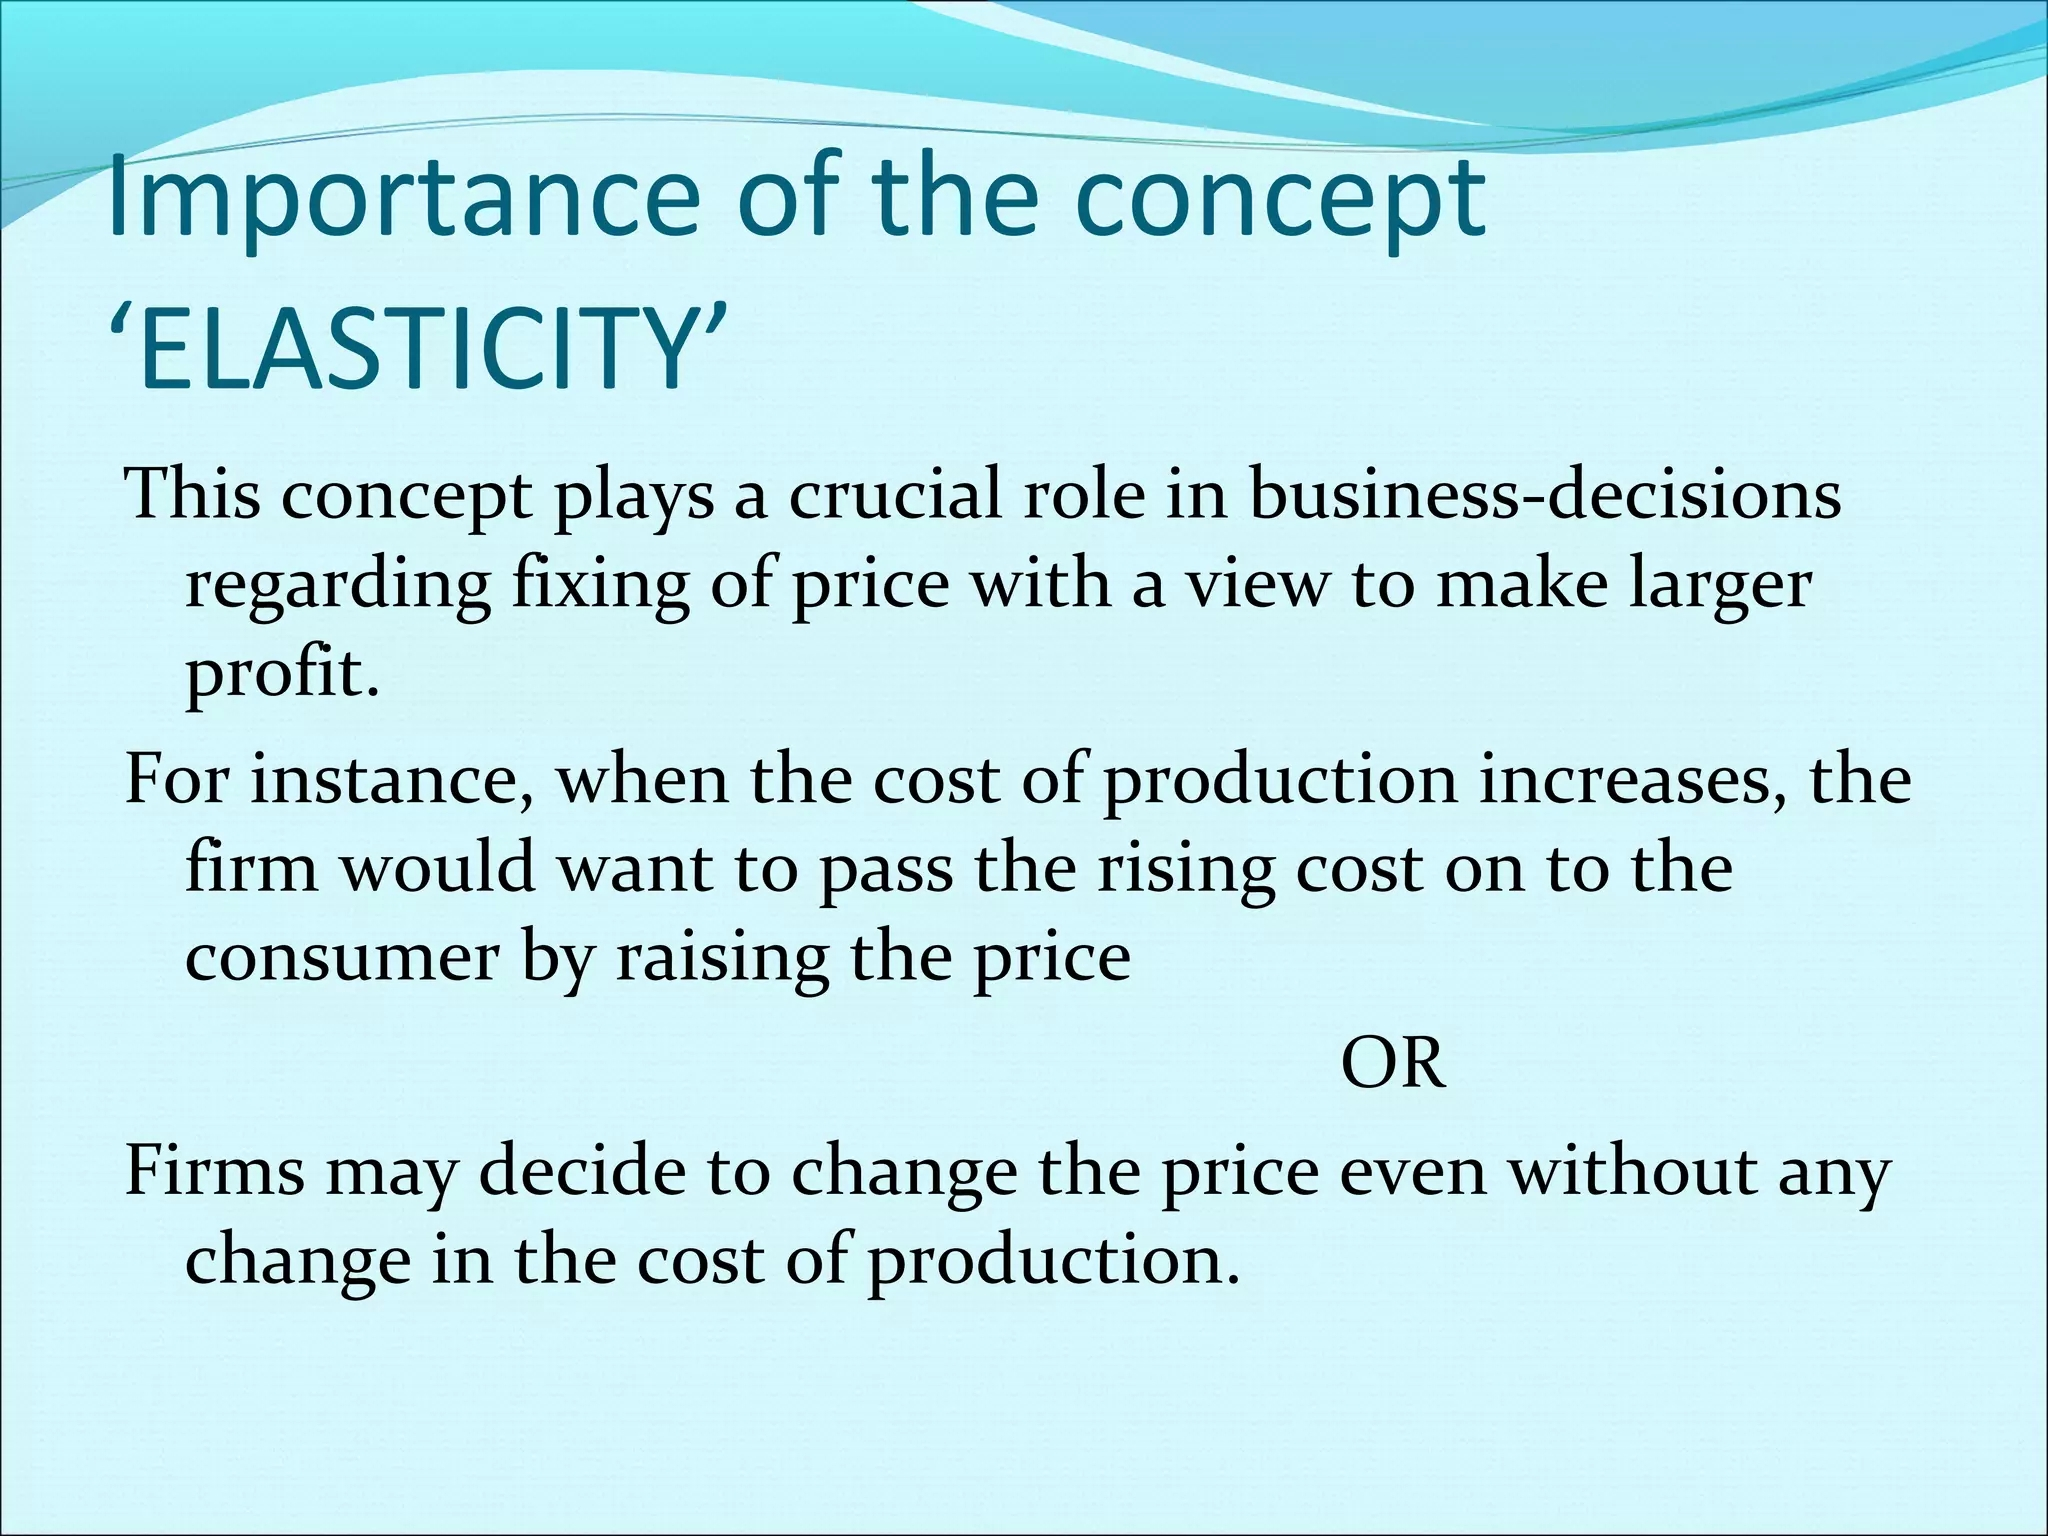 Importance of the concept
‘ELASTICITY’
This concept plays a crucial role in business-decisions
regarding fixing of price with a view to make larger
profit.
For instance, when the cost of production increases, the
firm would want to pass the rising cost on to the
consumer by raising the price
OR
Firms may decide to change the price even without any
change in the cost of production.